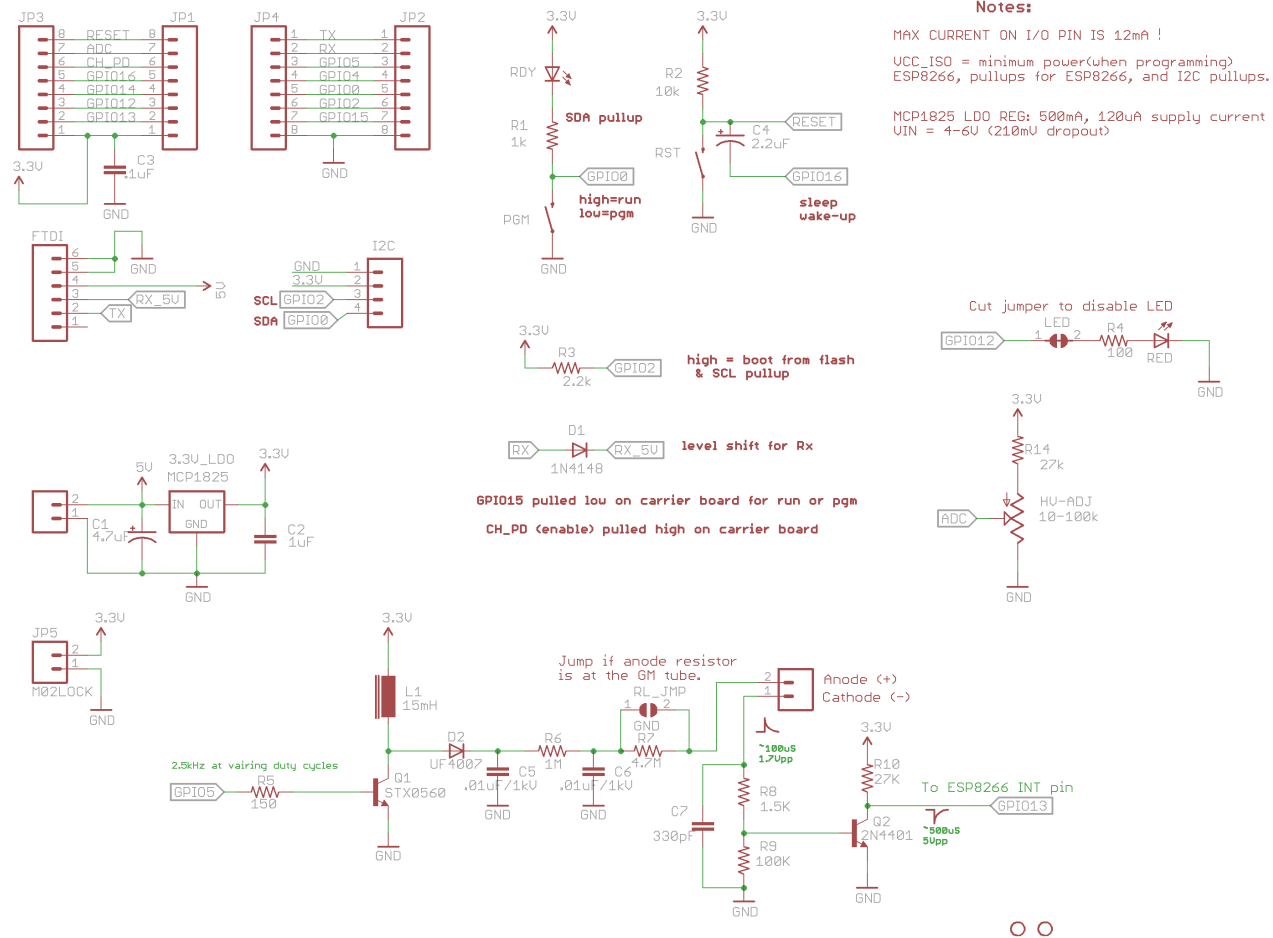 JP3
JP1
8 RESET 8
7 ADC 7
6 CH_PD 6
5 GPIO16 5
4 GPIO14 4
3 GPIO12 3
2 GPIO13 2
1 1
3.3V
C3
.1uF
GND
JP4
JP2
1 TX 1
2 RX 2
3 GPIO5 3
4 GPIO4 4
5 GPIO0 5
6 GPIO2 6
7 GPIO15 7
8 8
GND
3.3V
RDY
R1
1k
SDA pullup
GPIO0
high=run
low=pgm
PGM
GND
3.3V
R2
10k
C4
2.2uF
RESET
RST
GPIO16
sleep
wake-up
GND
Notes:
MAX CURRENT ON I/O PIN IS 12mA !
VCC_ISO = minimum power(when programming)
ESP8266, pullups for ESP8266, and I2C pullups.
MCP1825 LDO REG: 500mA, 120uA supply current
VIN = 4-6V (210mV dropout)
FTDI
6
5
4
3
2
1
GND
5V
RX_5V
TX
I2C
GND 1
3.3V 2
SCL GPIO2 3
SDA GPIO0 4
3.3V
R3
2.2k
GPIO2
high = boot from flash
& SCL pullup
D1
RX
1N4148
RX_5V
level shift for Rx
GPIO15 pulled low on carrier board for run or pgm
CH_PD (enable) pulled high on carrier board
Cut jumper to disable LED
GPIO12
LED
1 2
R4
100
RED
GND
3.3V
R14
27k
HV-ADJ
10-100k
ADC
GND
2
1
C1
4.7uF
5V
3.3V_LDO
MCP1825
IN OUT
GND
3.3V
C2
1uF
GND
JP5
2
1
M02LOCK
3.3V
GND
3.3V
L1
15mH
2.5kHz at vairing duty cycles
GPIO5
R5
150
Q1
STX0560
GND
D2
UF4007
C5
.01uF/1kV
GND
R6
1M
C6
.01uF/1kV
GND
Jump if anode resistor
is at the GM tube.
RL_JMP
1 2
GND
R7
4.7M
2
1
Anode (+)
Cathode (-)
~100uS
1.7Vpp
C7
330pF
R8
1.5K
R9
100K
GND
3.3V
R10
27K
Q2
2N4401
GND
To ESP8266 INT pin
GPIO13
~500uS
5Vpp